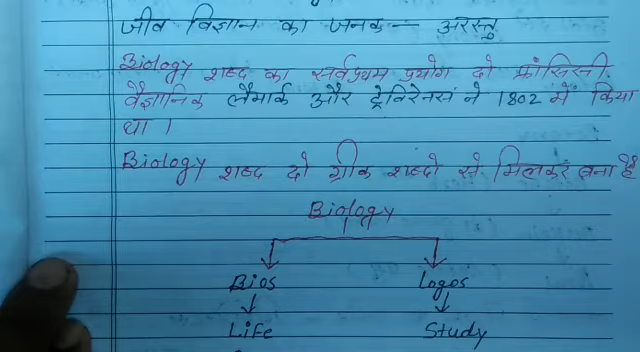 जीव विज्ञान का जनक — अरस्तु
Biology शब्द का सर्वप्रथम प्रयोग दो फ्रांसिसी
वैज्ञानिक लैमार्क और ट्रेविरेनस ने 1802 में किया
था ।
Biology शब्द दो ग्रीक शब्दो से मिलकर बना है
Biology
Bios Logos
Life Study